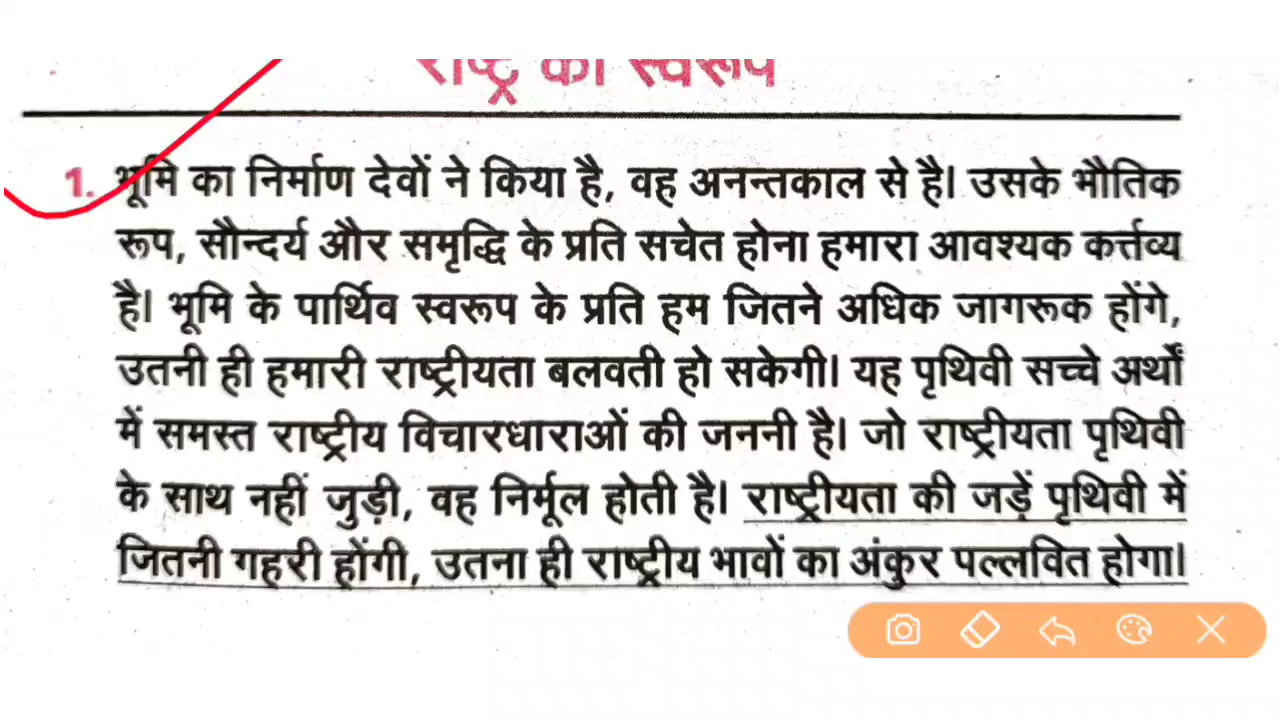 राष्ट्र का स्वरूप
1. भूमि का निर्माण देवों ने किया है, वह अनन्तकाल से है। उसके भौतिक
रूप, सौन्दर्य और समृद्धि के प्रति सचेत होना हमारा आवश्यक कर्त्तव्य
है। भूमि के पार्थिव स्वरूप के प्रति हम जितने अधिक जागरूक होंगे,
उतनी ही हमारी राष्ट्रीयता बलवती हो सकेगी। यह पृथिवी सच्चे अर्थों
में समस्त राष्ट्रीय विचारधाराओं की जननी है। जो राष्ट्रीयता पृथिवी
के साथ नहीं जुड़ी, वह निर्मूल होती है। राष्ट्रीयता की जड़ें पृथिवी में
जितनी गहरी होंगी, उतना ही राष्ट्रीय भावों का अंकुर पल्लवित होगा।